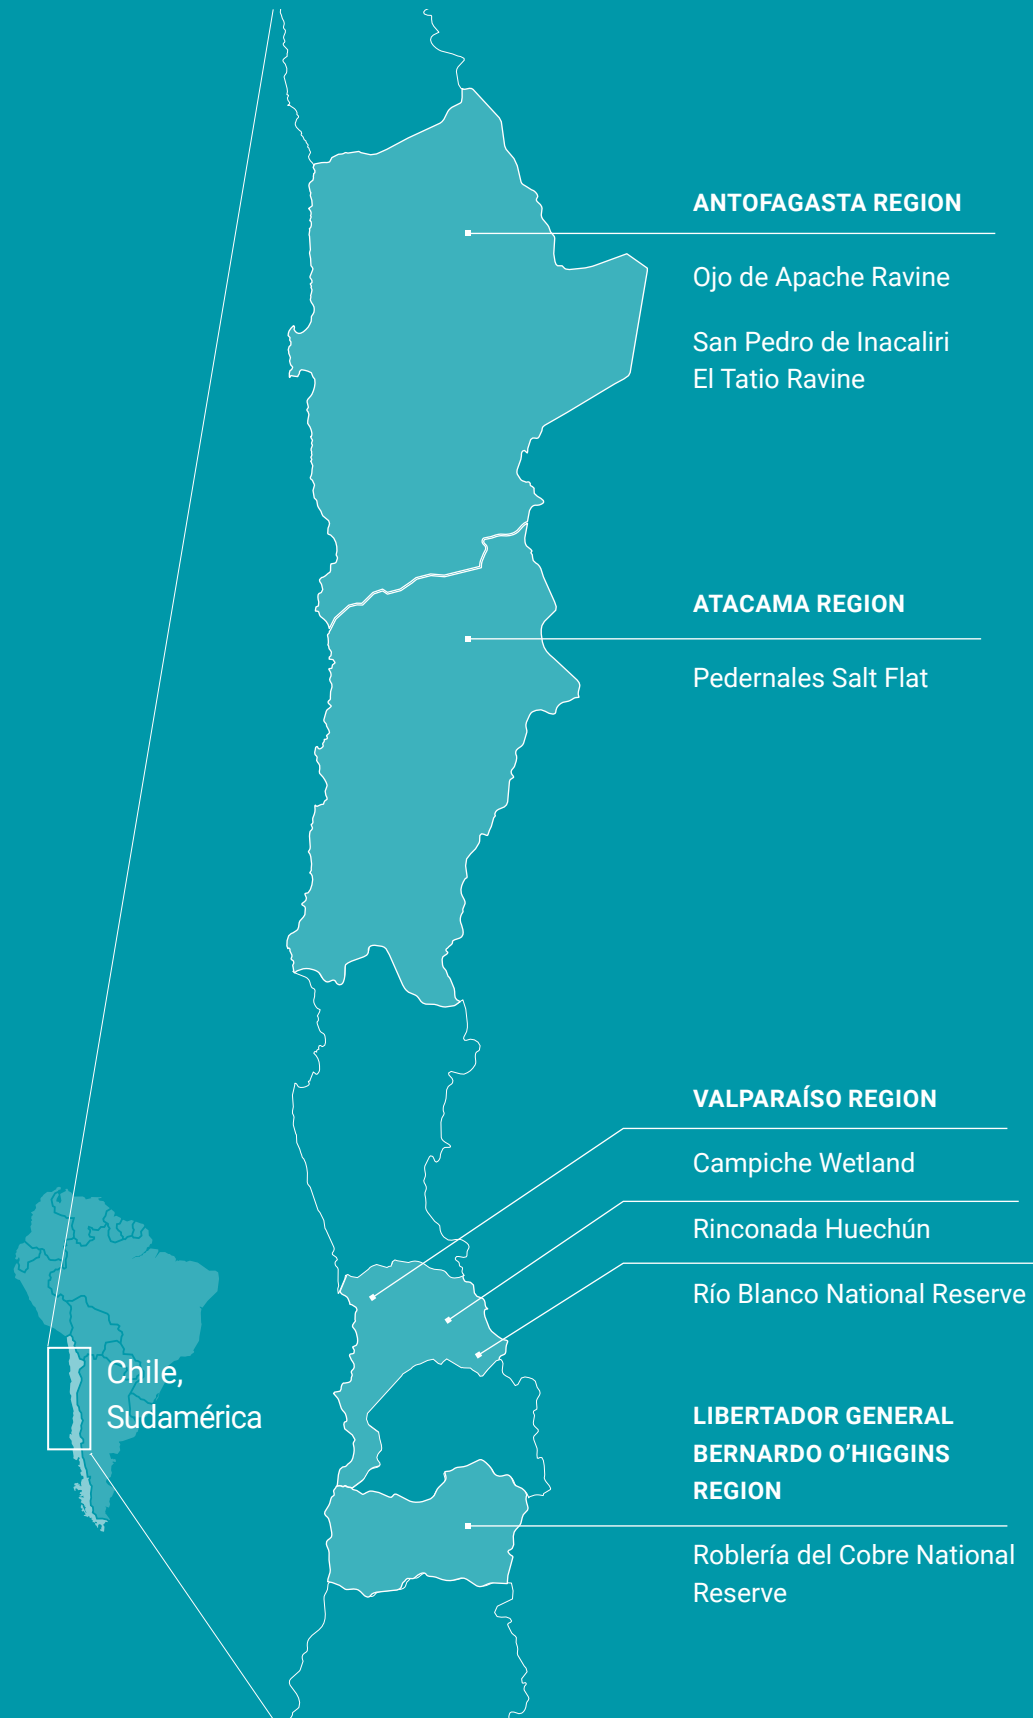 ANTOFAGASTA REGION
Ojo de Apache Ravine
San Pedro de Inacaliri
El Tatio Ravine
ATACAMA REGION
Pedernales Salt Flat
VALPARAÍSO REGION
Campiche Wetland
Rinconada Huechún
Río Blanco National Reserve
Chile,
Sudamérica
LIBERTADOR GENERAL
BERNARDO O’HIGGINS
REGION
Roblería del Cobre National
Reserve